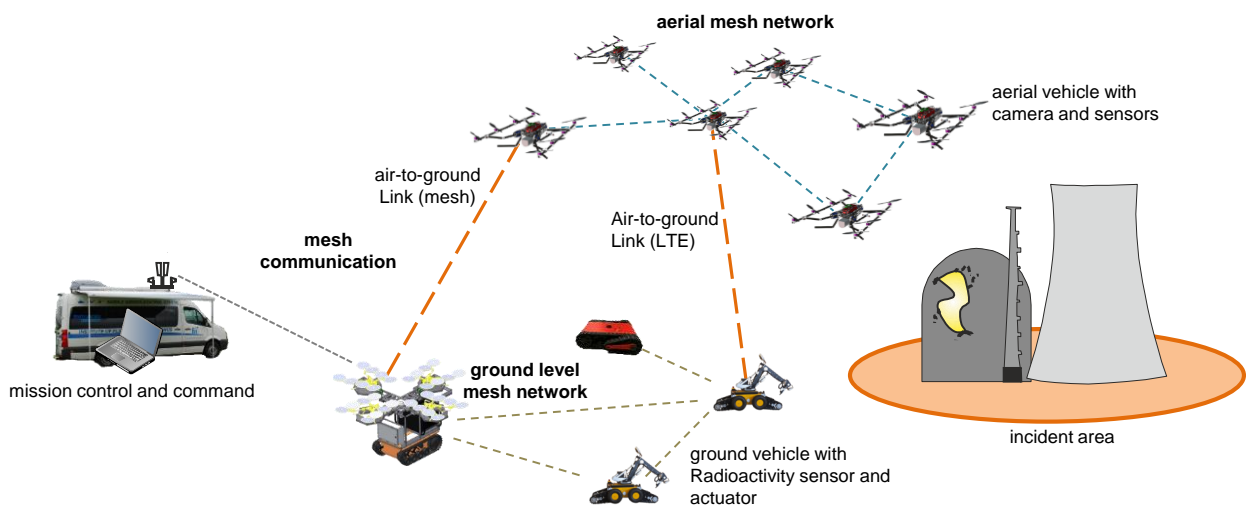 aerial mesh network
aerial vehicle with
camera and sensors
air-to-ground
Link (mesh)
Air-to-ground
Link (LTE)
mesh
communication
mission control and command
ground level
mesh network
ground vehicle with
Radioactivity sensor and
actuator
incident area